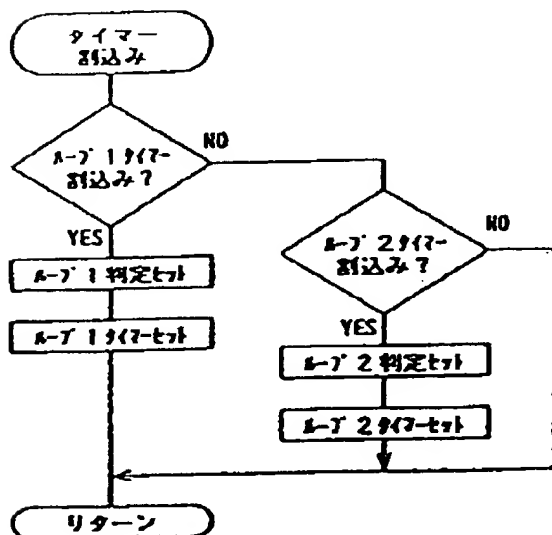 タイマー
割込み
ループ1タイマー
割込み?
NO
YES
ループ1判定セット
ループ1タイマーセット
ループ2タイマー
割込み?
NO
YES
ループ2判定セット
ループ2タイマーセット
リターン